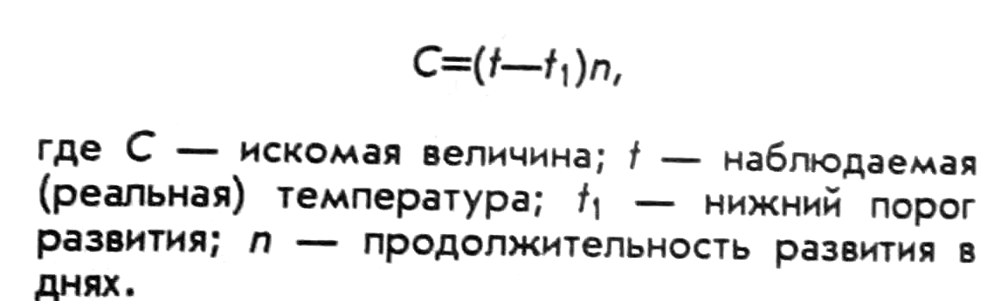 C=(t—t₁)n,
где C — искомая величина; t — наблюдаемая
(реальная) температура; t₁ — нижний порог
развития; n — продолжительность развития в
днях.